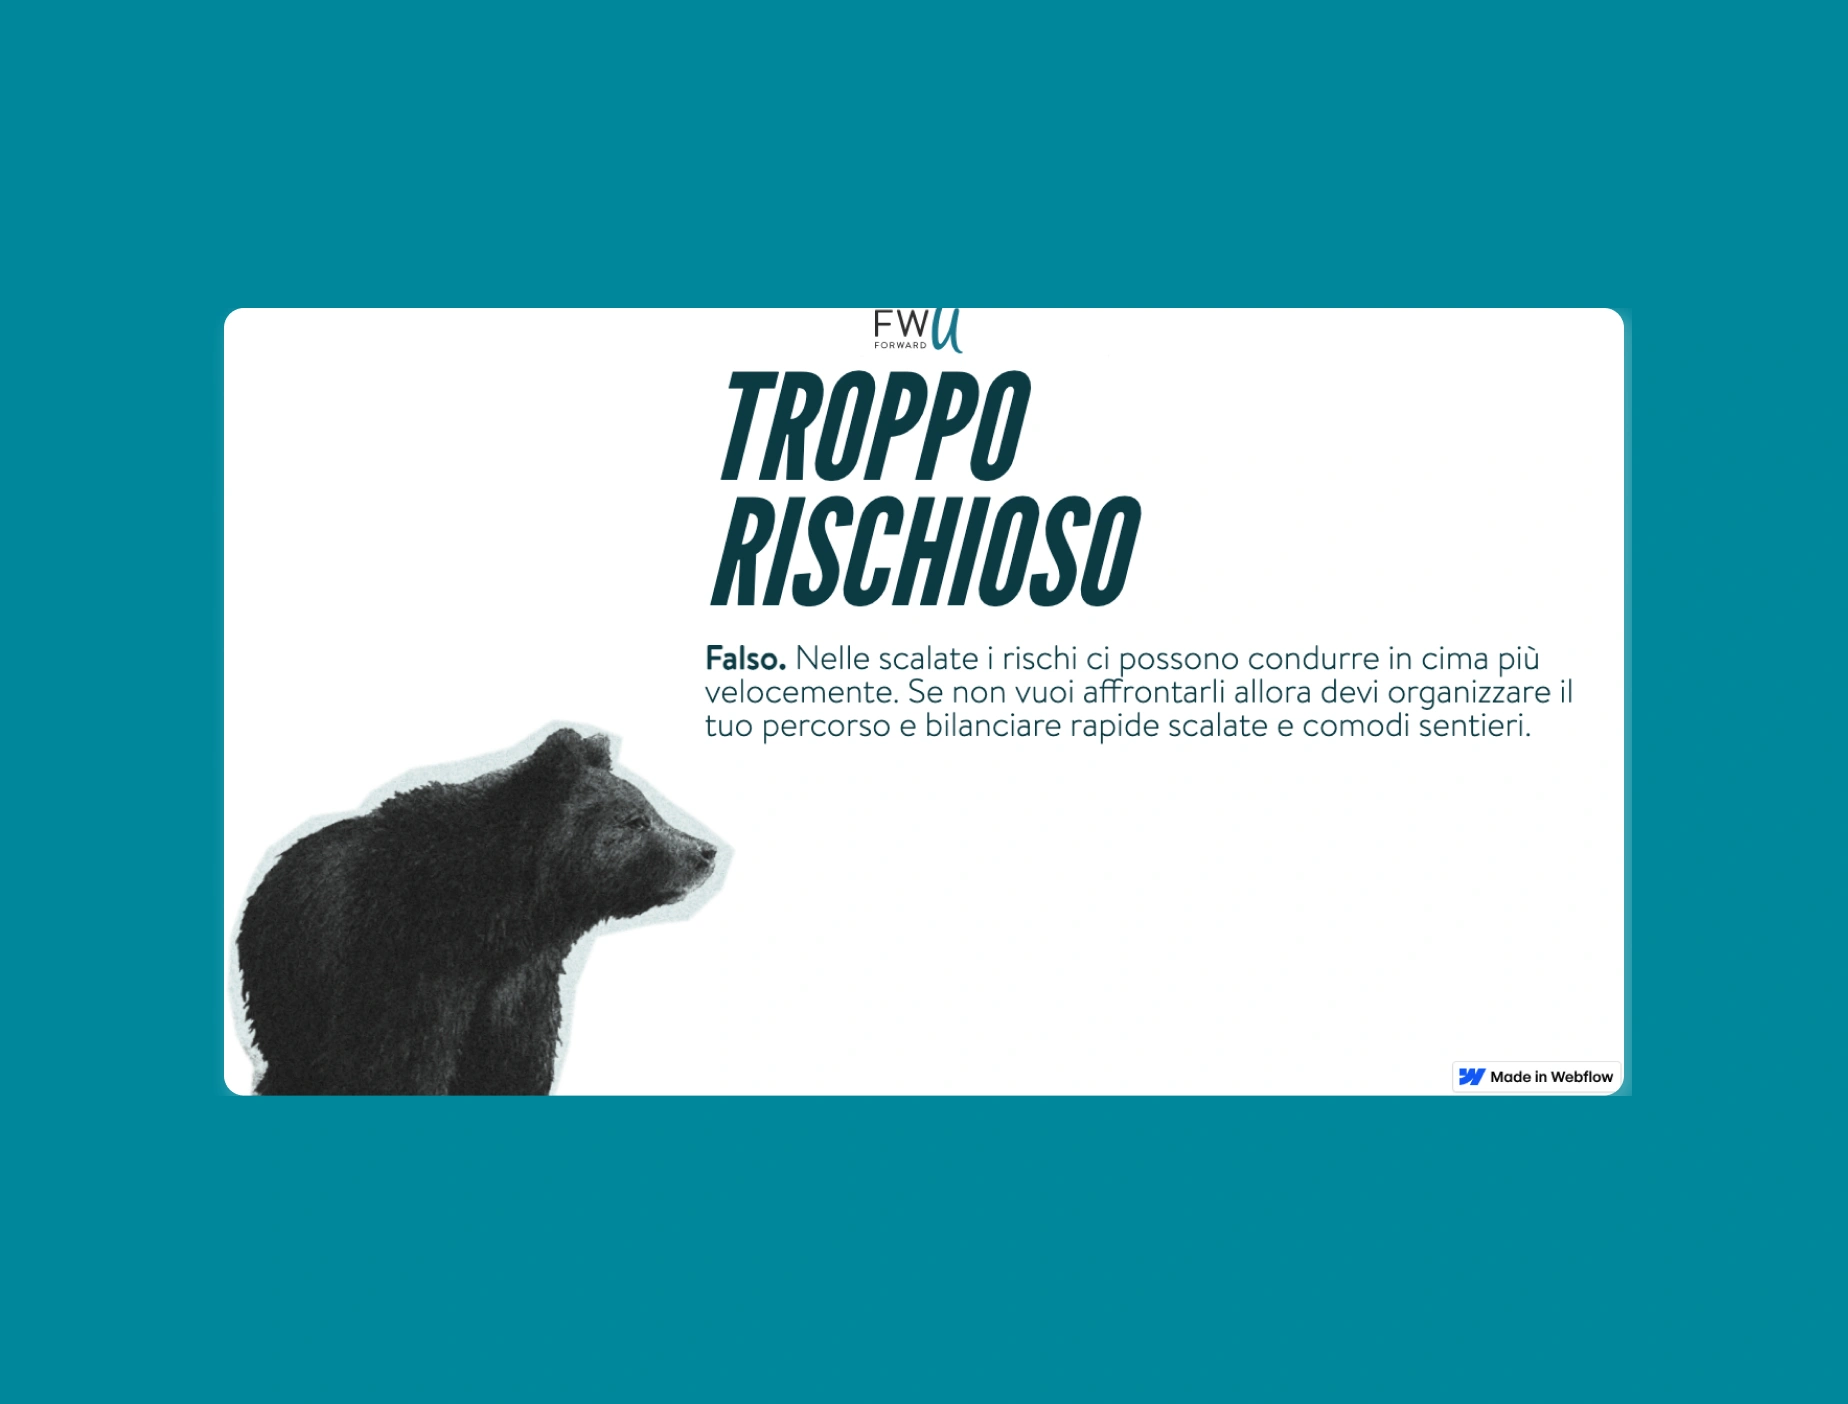 FWU
FORWARD
TROPPO
RISCHIOSO
Falso. Nelle scalate i rischi ci possono condurre in cima più
velocemente. Se non vuoi affrontarli allora devi organizzare il
tuo percorso e bilanciare rapide scalate e comodi sentieri.
Made in Webflow